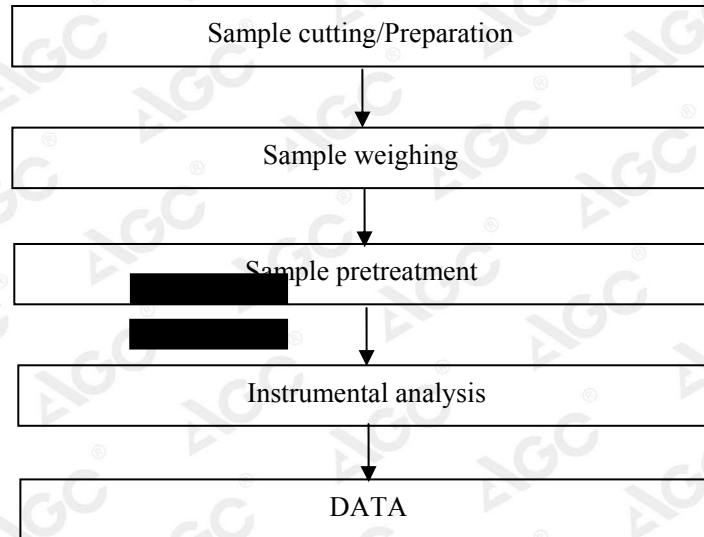 Sample cutting/Preparation
Sample weighing
Sample pretreatment
Instrumental analysis
DATA